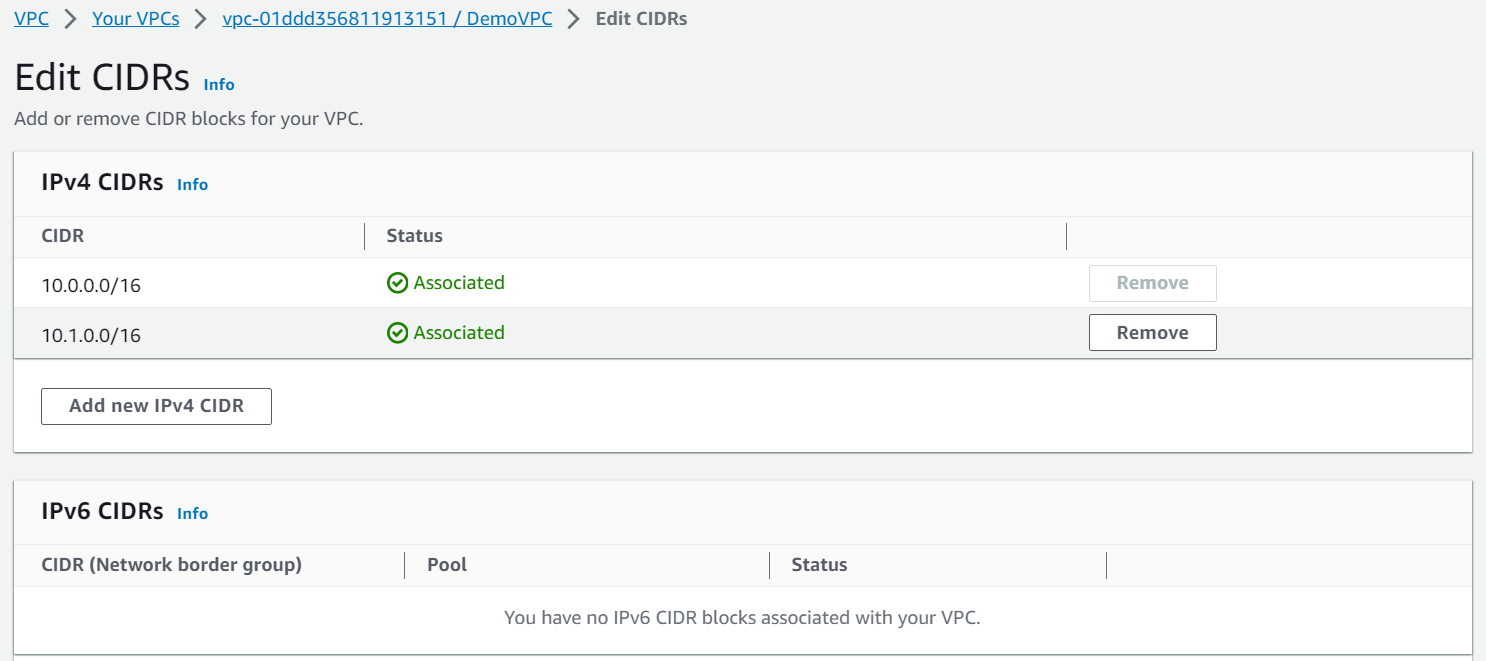 VPC > Your VPCs > vpc-01ddd356811913151 / DemoVPC > Edit CIDRs
Edit CIDRs Info
Add or remove CIDR blocks for your VPC.
IPv4 CIDRs Info
CIDR Status
10.0.0.0/16 Associated Remove
10.1.0.0/16 Associated Remove
Add new IPv4 CIDR
IPv6 CIDRs Info
CIDR (Network border group) Pool Status
You have no IPv6 CIDR blocks associated with your VPC.